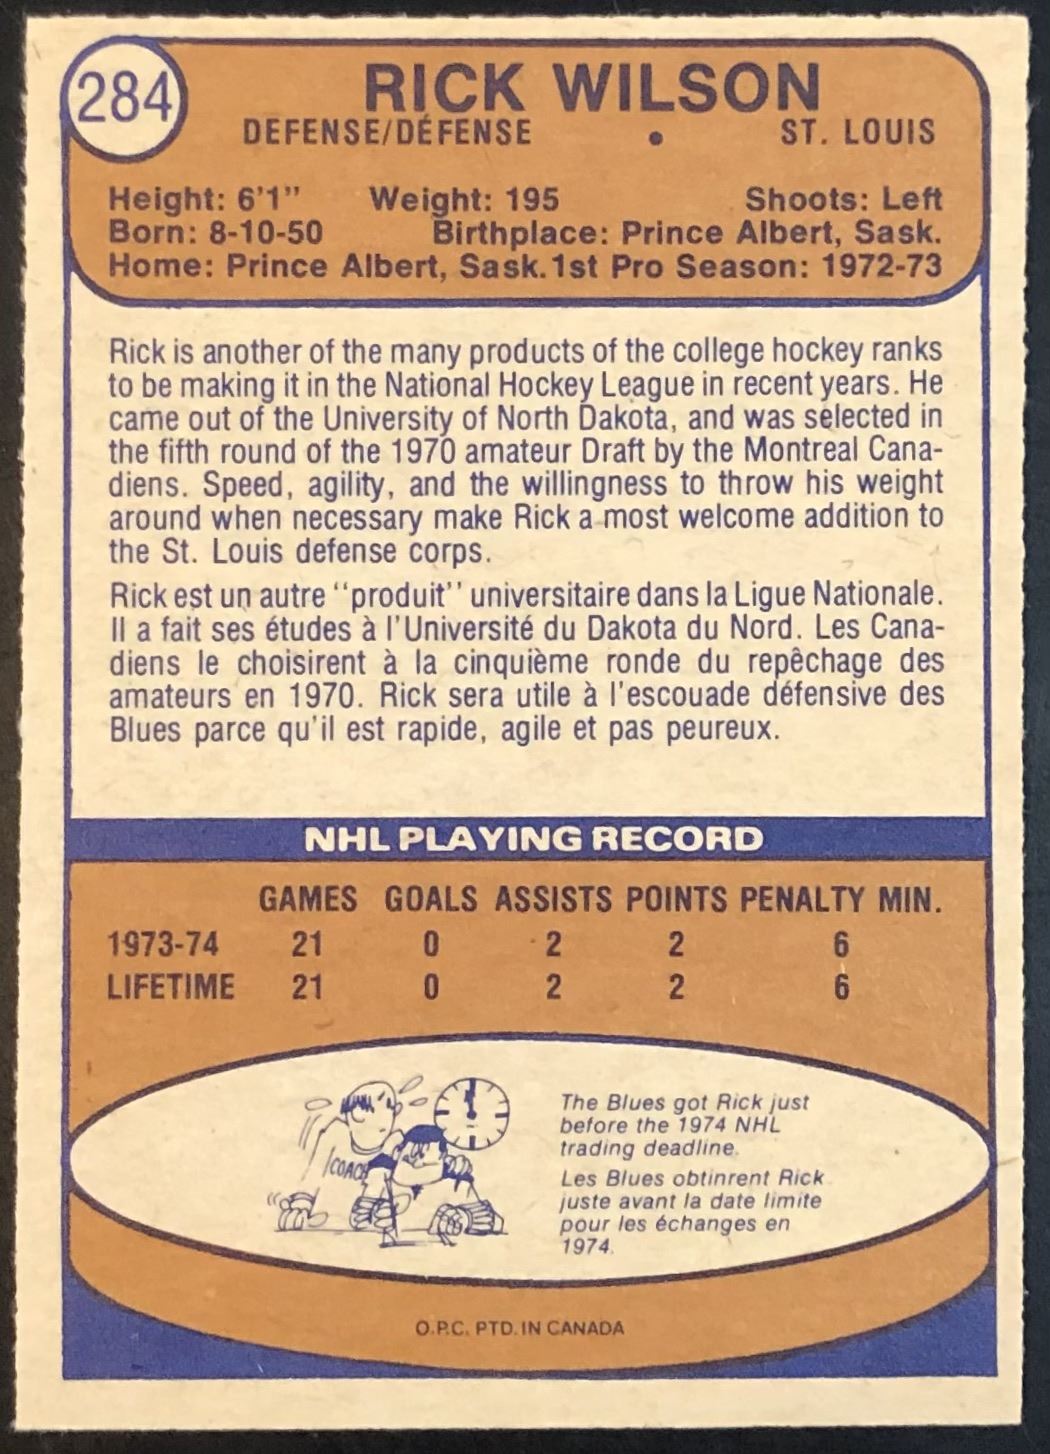 284
RICK WILSON
DEFENSE/DÉFENSE • ST. LOUIS
Height: 6'1" Weight: 195 Shoots: Left
Born: 8-10-50 Birthplace: Prince Albert, Sask.
Home: Prince Albert, Sask. 1st Pro Season: 1972-73
Rick is another of the many products of the college hockey ranks
to be making it in the National Hockey League in recent years. He
came out of the University of North Dakota, and was selected in
the fifth round of the 1970 amateur Draft by the Montreal Cana-
diens. Speed, agility, and the willingness to throw his weight
around when necessary make Rick a most welcome addition to
the St. Louis defense corps.
Rick est un autre "produit" universitaire dans la Ligue Nationale.
Il a fait ses études à l'Université du Dakota du Nord. Les Cana-
diens le choisirent à la cinquième ronde du repêchage des
amateurs en 1970. Rick sera utile à l'escouade défensive des
Blues parce qu'il est rapide, agile et pas peureux.
NHL PLAYING RECORD
GAMES GOALS ASSISTS POINTS PENALTY MIN.
1973-74 21 0 2 2 6
LIFETIME 21 0 2 2 6
COACH
The Blues got Rick just
before the 1974 NHL
trading deadline.
Les Blues obtinrent Rick
juste avant la date limite
pour les échanges en
1974.
O.P.C. PTD. IN CANADA